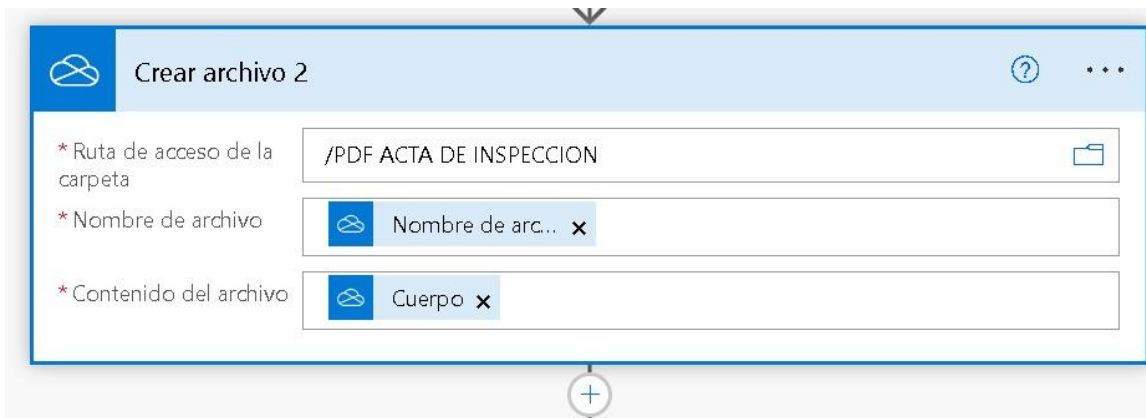 Crear archivo 2
* Ruta de acceso de la
carpeta
/PDF ACTA DE INSPECCION
* Nombre de archivo
Nombre de arc...
* Contenido del archivo
Cuerpo